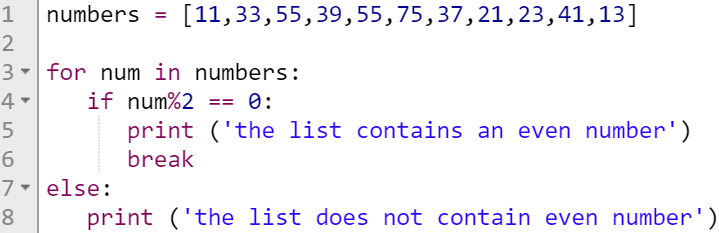 1 numbers = [11,33,55,39,55,75,37,21,23,41,13]
2
3 for num in numbers:
4    if num%2 == 0:
5       print ('the list contains an even number')
6       break
7 else:
8    print ('the list does not contain even number')